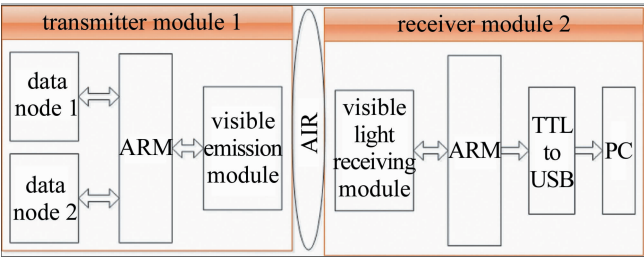 transmitter module 1
receiver module 2
data
node 1
data
node 2
ARM
visible
emission
module
AIR
visible
light
receiving
module
ARM
TTL
to
USB
PC